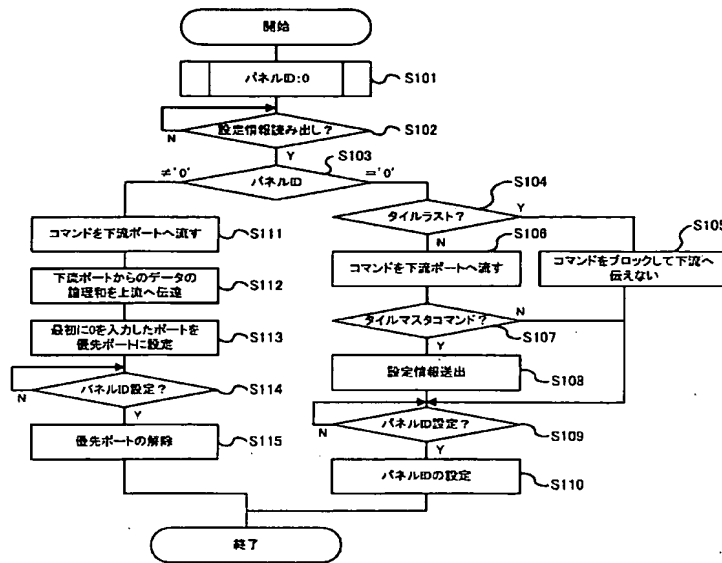 開始
パネルID:0
S101
設定情報読み出し?
S102
N
Y
S103
≠'0'
パネルID
='0'
S104
タイルラスト?
Y
N
S105
コマンドをブロックして下流へ
伝えない
S106
コマンドを下流ポートへ流す
タイルマスタコマンド?
N
S107
Y
設定情報送出
S108
パネルID設定?
N
S109
Y
パネルIDの設定
S110
コマンドを下流ポートへ流す
S111
下流ポートからのデータの
論理和を上流へ伝達
S112
最初に0を入力したポートを
優先ポートに設定
S113
パネルID設定?
S114
N
Y
優先ポートの解除
S115
終了